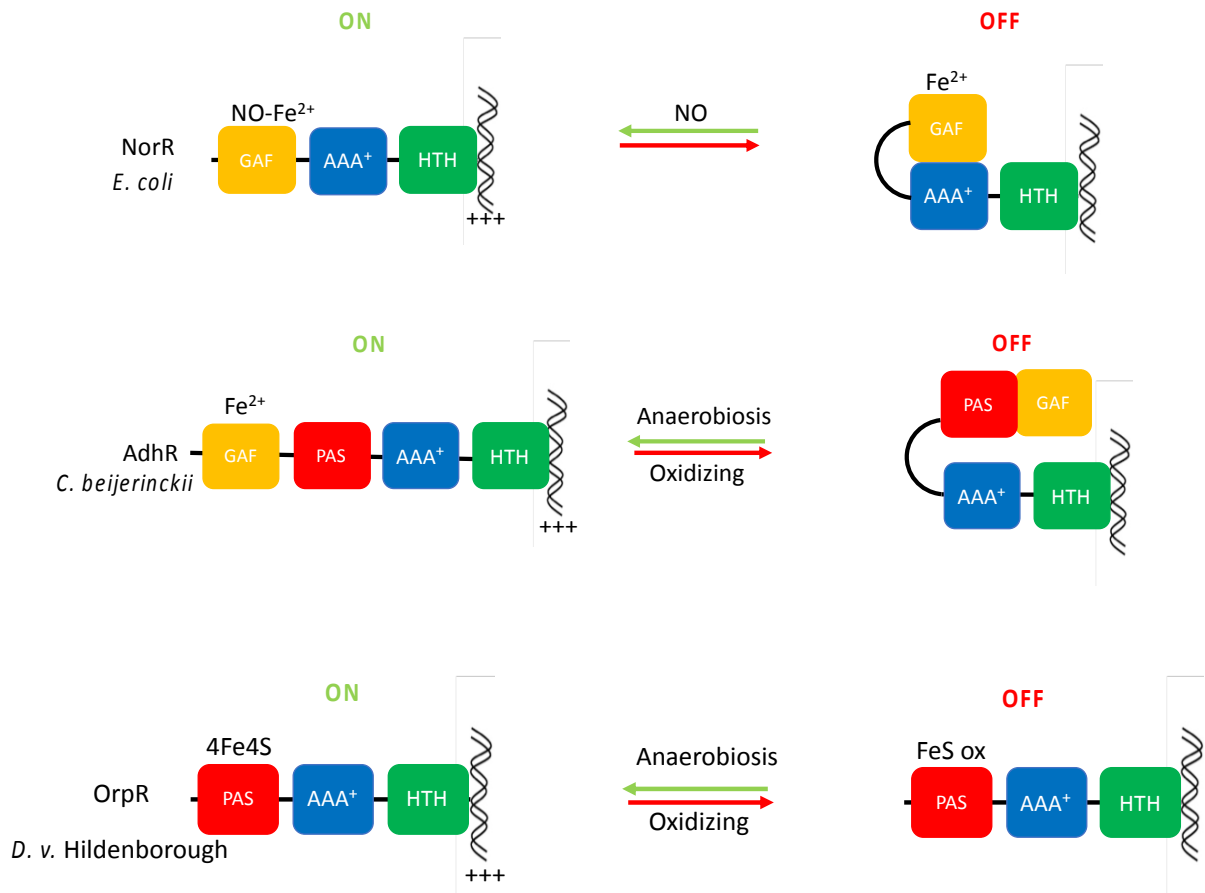 ON
OFF
NO-Fe²⁺
Fe²⁺
NorR
E. coli
GAF
AAA⁺
HTH
+++
NO
GAF
AAA⁺
HTH
ON
OFF
Fe²⁺
AdhR
C. beijerinckii
GAF
PAS
AAA⁺
HTH
+++
Anaerobiosis
Oxidizing
PAS
GAF
AAA⁺
HTH
ON
OFF
4Fe4S
FeS ox
OrpR
D. v. Hildenborough
PAS
AAA⁺
HTH
+++
Anaerobiosis
Oxidizing
PAS
AAA⁺
HTH